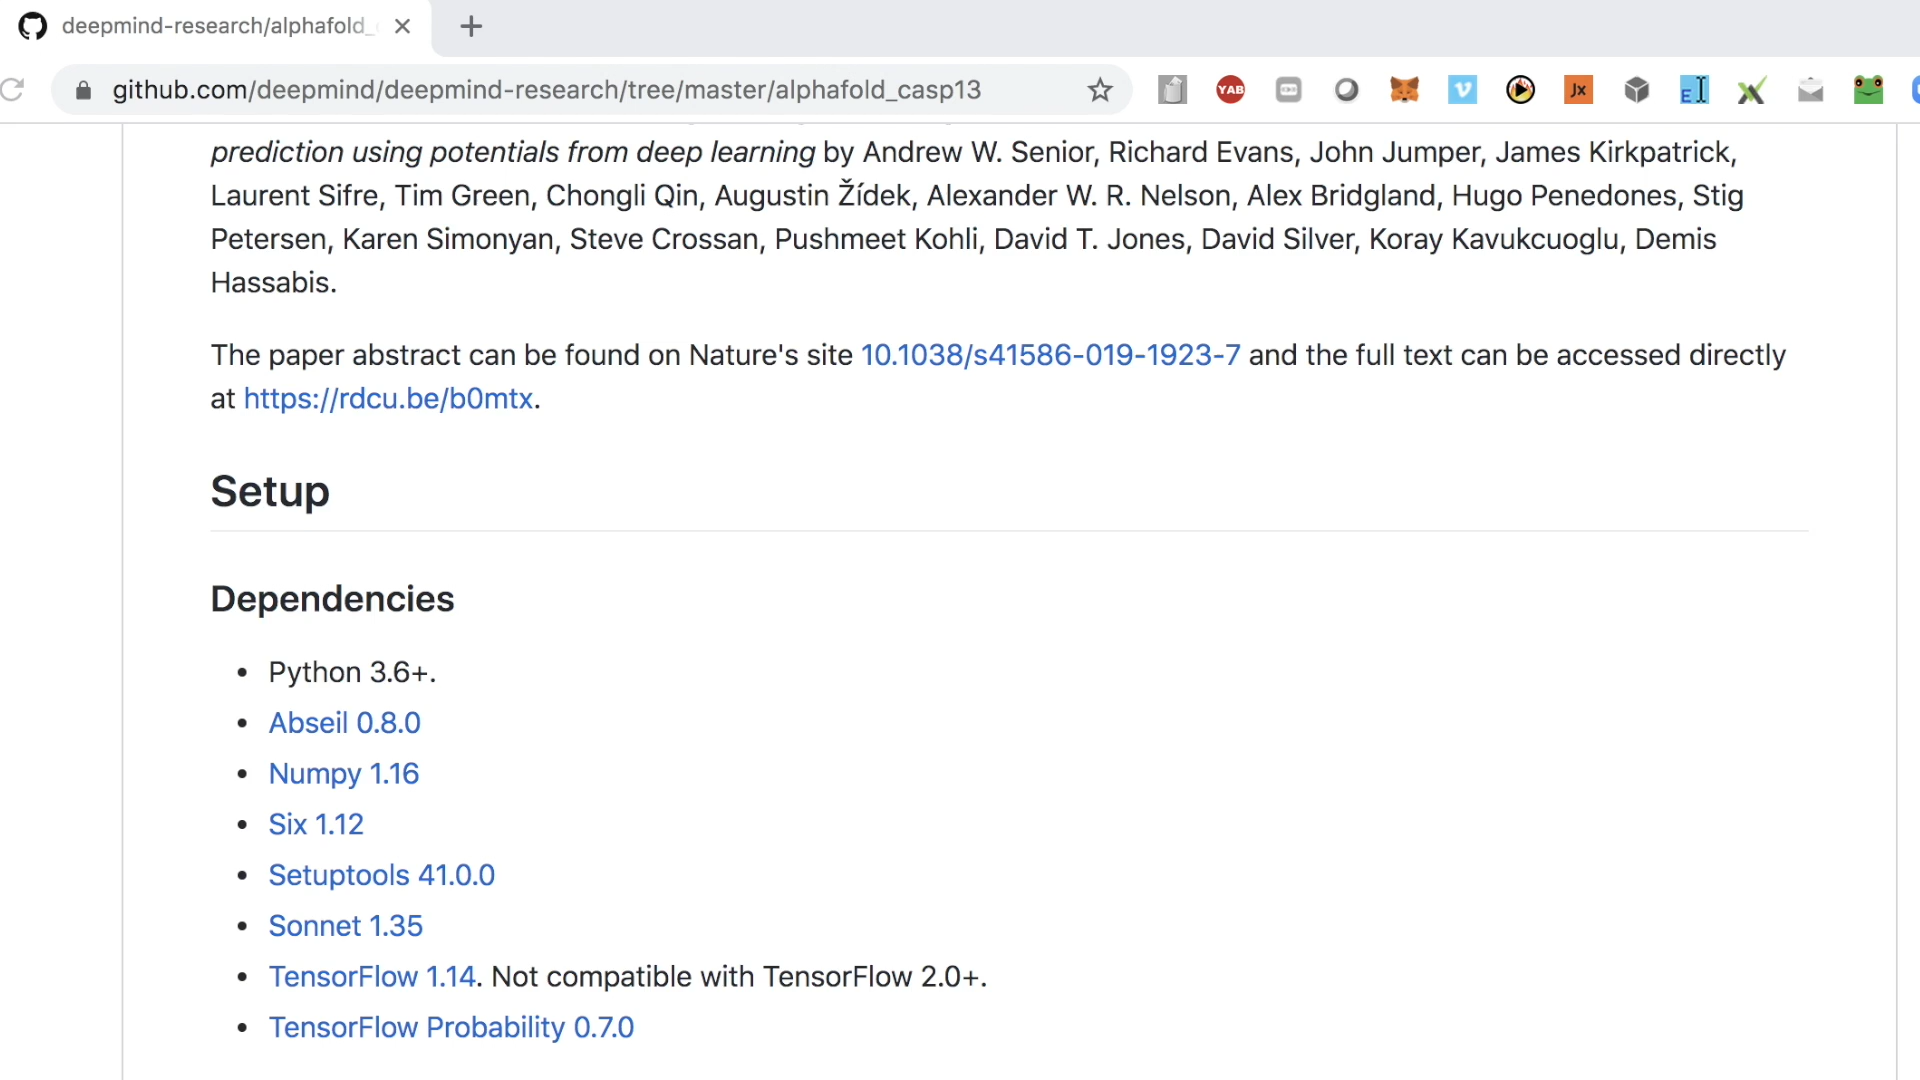 deepmind-research/alphafold_
github.com/deepmind/deepmind-research/tree/master/alphafold_casp13
YAB
Jx
E
prediction using potentials from deep learning by Andrew W. Senior, Richard Evans, John Jumper, James Kirkpatrick,
Laurent Sifre, Tim Green, Chongli Qin, Augustin Žídek, Alexander W. R. Nelson, Alex Bridgland, Hugo Penedones, Stig
Petersen, Karen Simonyan, Steve Crossan, Pushmeet Kohli, David T. Jones, David Silver, Koray Kavukcuoglu, Demis
Hassabis.
The paper abstract can be found on Nature's site 10.1038/s41586-019-1923-7 and the full text can be accessed directly
at https://rdcu.be/b0mtx.
Setup
Dependencies
• Python 3.6+.
• Abseil 0.8.0
• Numpy 1.16
• Six 1.12
• Setuptools 41.0.0
• Sonnet 1.35
• TensorFlow 1.14. Not compatible with TensorFlow 2.0+.
• TensorFlow Probability 0.7.0